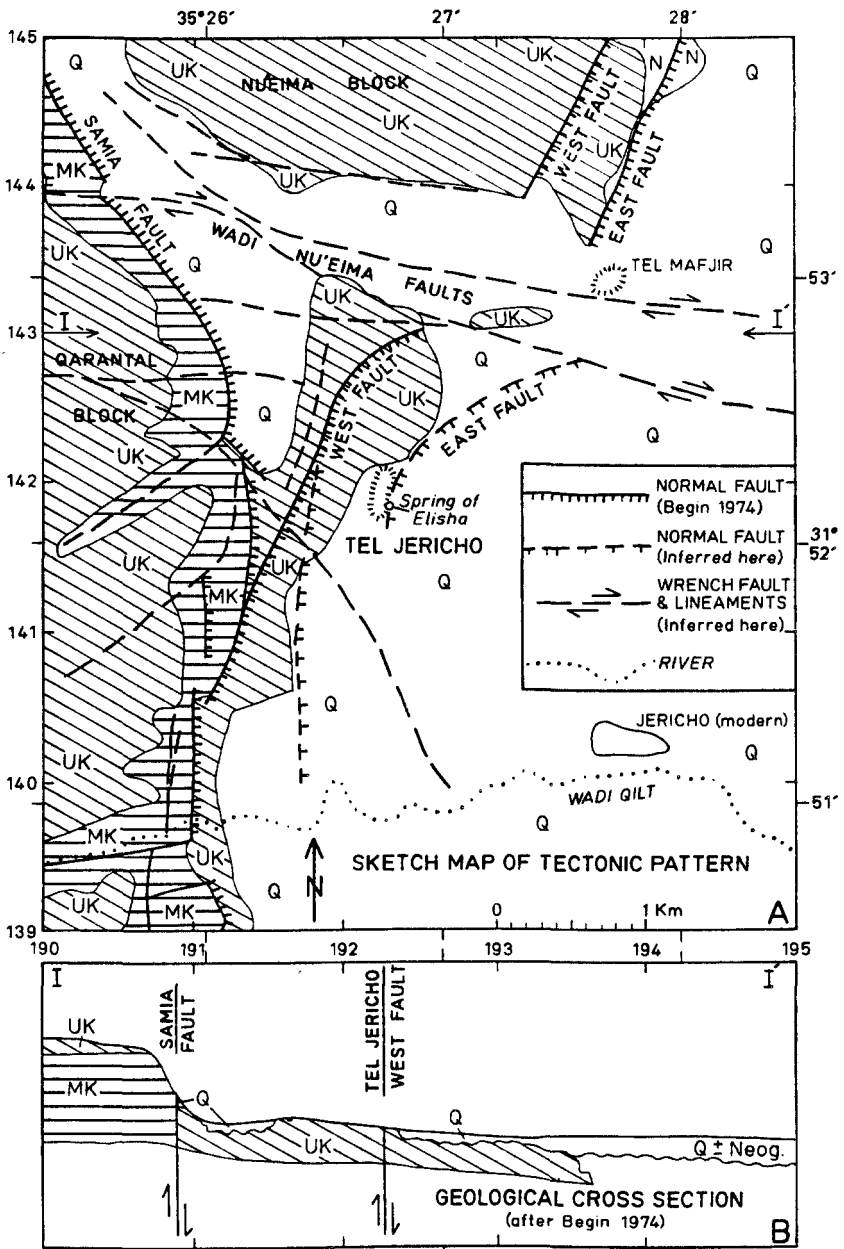 35° 26'
27'
28'
145
144
143
142
141
140
139
Q
UK
NU'EIMA BLOCK
UK
UK
N
N
Q
SAMIA
FAULT
MK
UK
WEST FAULT
UK
EAST FAULT
UK
Q
WADI
NU'EIMA
FAULTS
TEL MAFJIR
Q
53'
UK
Q
UK
UK
I
I'
QARANTAL
BLOCK
MK
Q
WEST FAULT
UK
Q
EAST FAULT
Q
UK
Spring of
Elisha
TEL JERICHO
UK
UK
MK
Q
NORMAL FAULT
(Begin 1974)
NORMAL FAULT
(Inferred here)
WRENCH FAULT
& LINEAMENTS
(Inferred here)
RIVER
31°
52'
Q
JERICHO (modern)
Q
UK
WADI QILT
51'
Q
MK
UK
Q
N
SKETCH MAP OF TECTONIC PATTERN
UK
MK
0 1 Km
A
190 191 192 193 194 195
I
I'
SAMIA
FAULT
TEL JERICHO
WEST FAULT
UK
MK
Q
Q
UK
Q ± Neog.
GEOLOGICAL CROSS SECTION
(after Begin 1974)
B